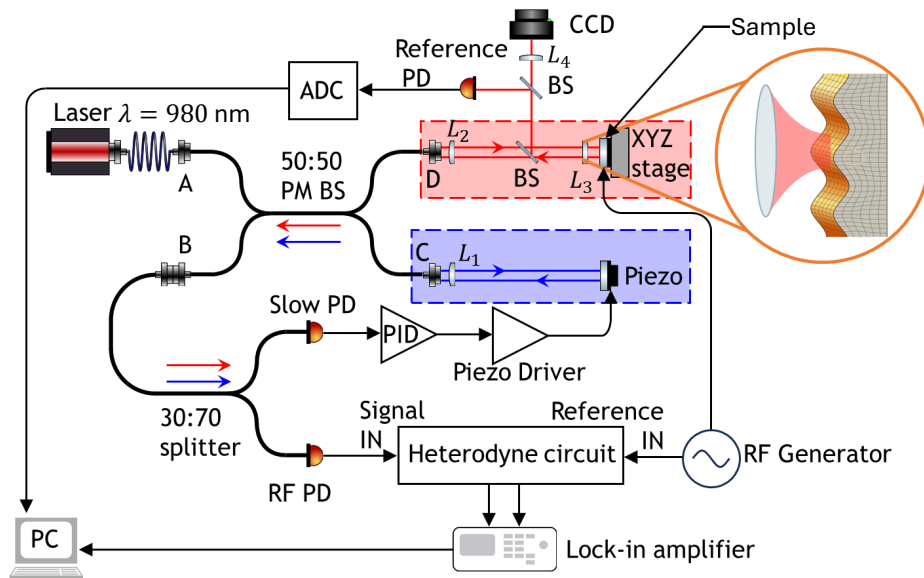 CCD
Sample
Reference
PD
L₄
BS
ADC
Laser λ = 980 nm
A
50:50
PM BS
L₂
D
BS
L₃
XYZ
stage
B
C
L₁
Piezo
Slow PD
PID
Piezo Driver
30:70
splitter
Signal
IN
Reference
IN
Heterodyne circuit
RF Generator
RF PD
PC
Lock-in amplifier